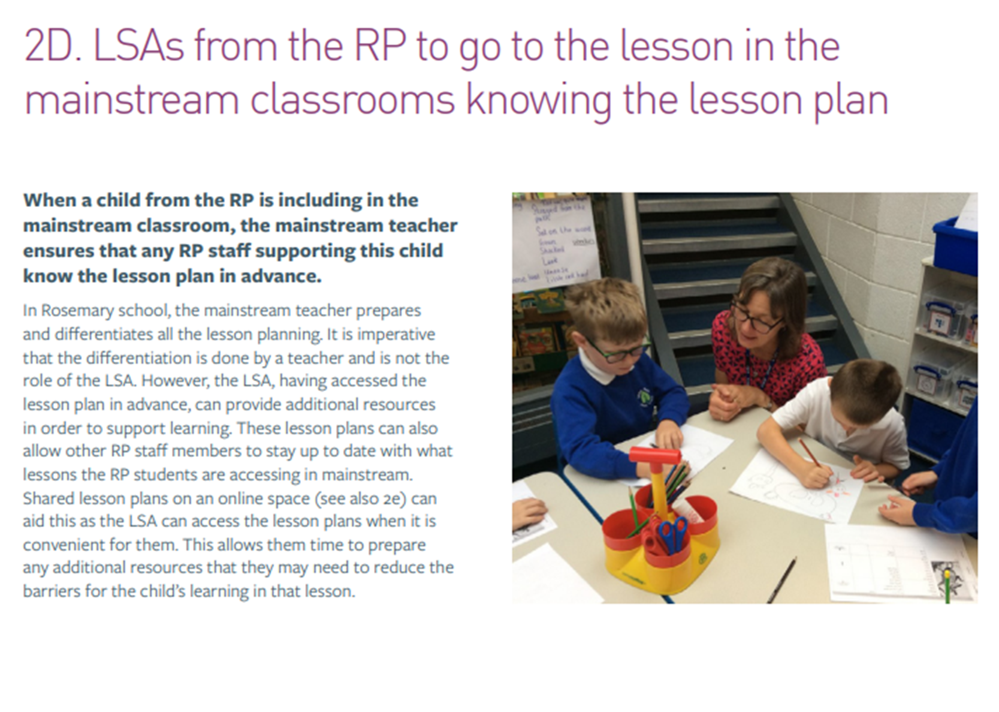 2D. LSAs from the RP to go to the lesson in the
mainstream classrooms knowing the lesson plan
When a child from the RP is including in the
mainstream classroom, the mainstream teacher
ensures that any RP staff supporting this child
know the lesson plan in advance.
In Rosemary school, the mainstream teacher prepares
and differentiates all the lesson planning. It is imperative
that the differentiation is done by a teacher and is not the
role of the LSA. However, the LSA, having accessed the
lesson plan in advance, can provide additional resources
in order to support learning. These lesson plans can also
allow other RP staff members to stay up to date with what
lessons the RP students are accessing in mainstream.
Shared lesson plans on an online space (see also 2e) can
aid this as the LSA can access the lesson plans when it is
convenient for them. This allows them time to prepare
any additional resources that they may need to reduce the
barriers for the child's learning in that lesson.
from the
park
Sat on the
Look